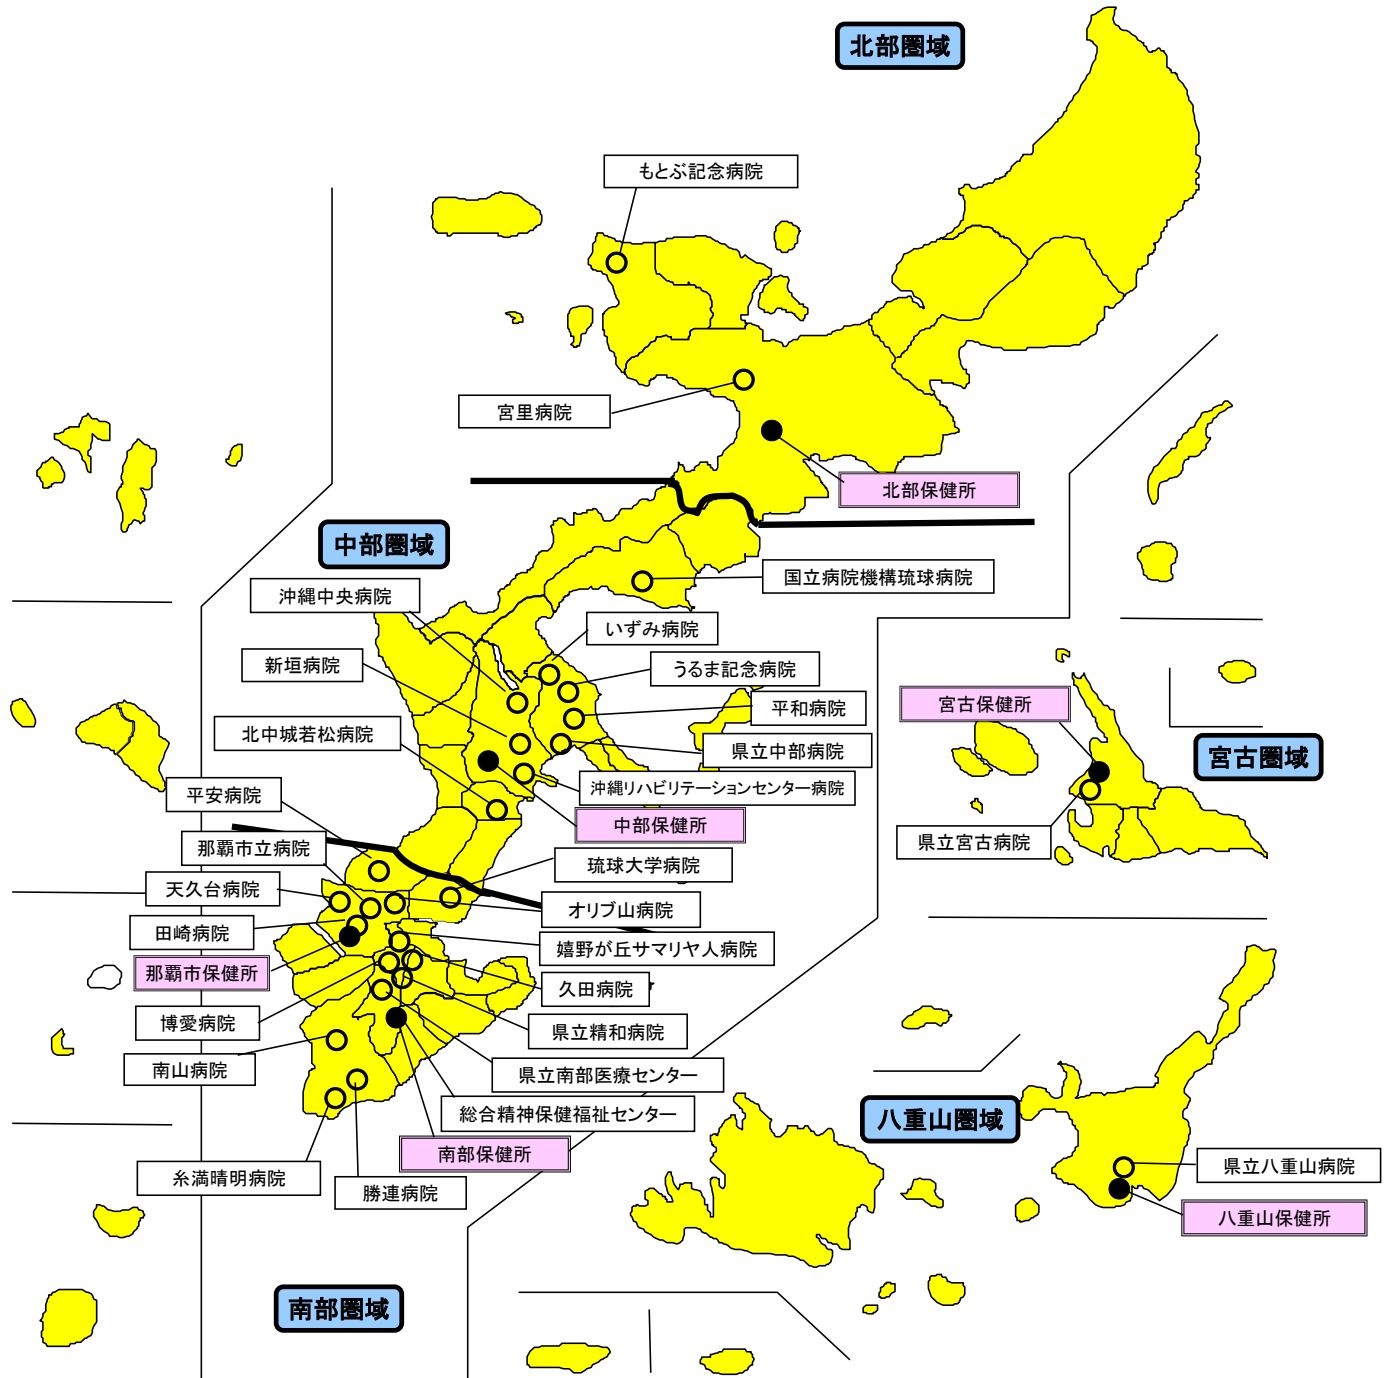 北部圏域
もとぶ記念病院
宮里病院
北部保健所
中部圏域
国立病院機構琉球病院
沖縄中央病院
いずみ病院
新垣病院
うるま記念病院
平和病院
宮古保健所
北中城若松病院
県立中部病院
宮古圏域
沖縄リハビリテーションセンター病院
平安病院
中部保健所
那覇市立病院
県立宮古病院
琉球大学病院
天久台病院
オリブ山病院
田崎病院
嬉野が丘サマリヤ人病院
那覇市保健所
久田病院
博愛病院
県立精和病院
南山病院
県立南部医療センター
総合精神保健福祉センター
八重山圏域
南部保健所
県立八重山病院
糸満晴明病院
勝連病院
八重山保健所
南部圏域